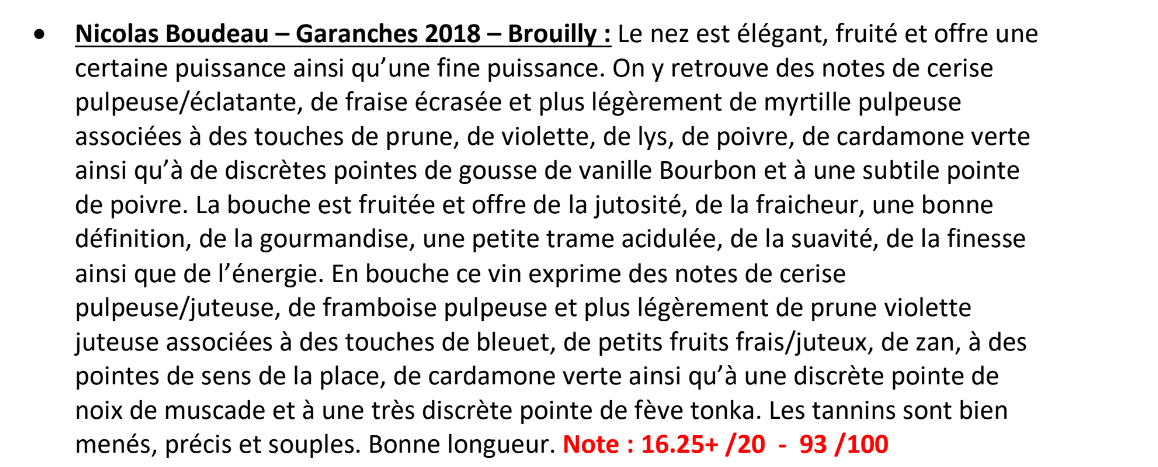 • Nicolas Boudeau – Garanches 2018 – Brouilly : Le nez est élégant, fruité et offre une
certaine puissance ainsi qu’une fine puissance. On y retrouve des notes de cerise
pulpeuse/éclatante, de fraise écrasée et plus légèrement de myrtille pulpeuse
associées à des touches de prune, de violette, de lys, de poivre, de cardamone verte
ainsi qu’à de discrètes pointes de gousse de vanille Bourbon et à une subtile pointe
de poivre. La bouche est fruitée et offre de la jutosité, de la fraicheur, une bonne
définition, de la gourmandise, une petite trame acidulée, de la suavité, de la finesse
ainsi que de l’énergie. En bouche ce vin exprime des notes de cerise
pulpeuse/juteuse, de framboise pulpeuse et plus légèrement de prune violette
juteuse associées à des touches de bleuet, de petits fruits frais/juteux, de zan, à des
pointes de sens de la place, de cardamone verte ainsi qu’à une discrète pointe de
noix de muscade et à une très discrète pointe de fève tonka. Les tannins sont bien
menés, précis et souples. Bonne longueur. Note : 16.25+ /20 - 93 /100